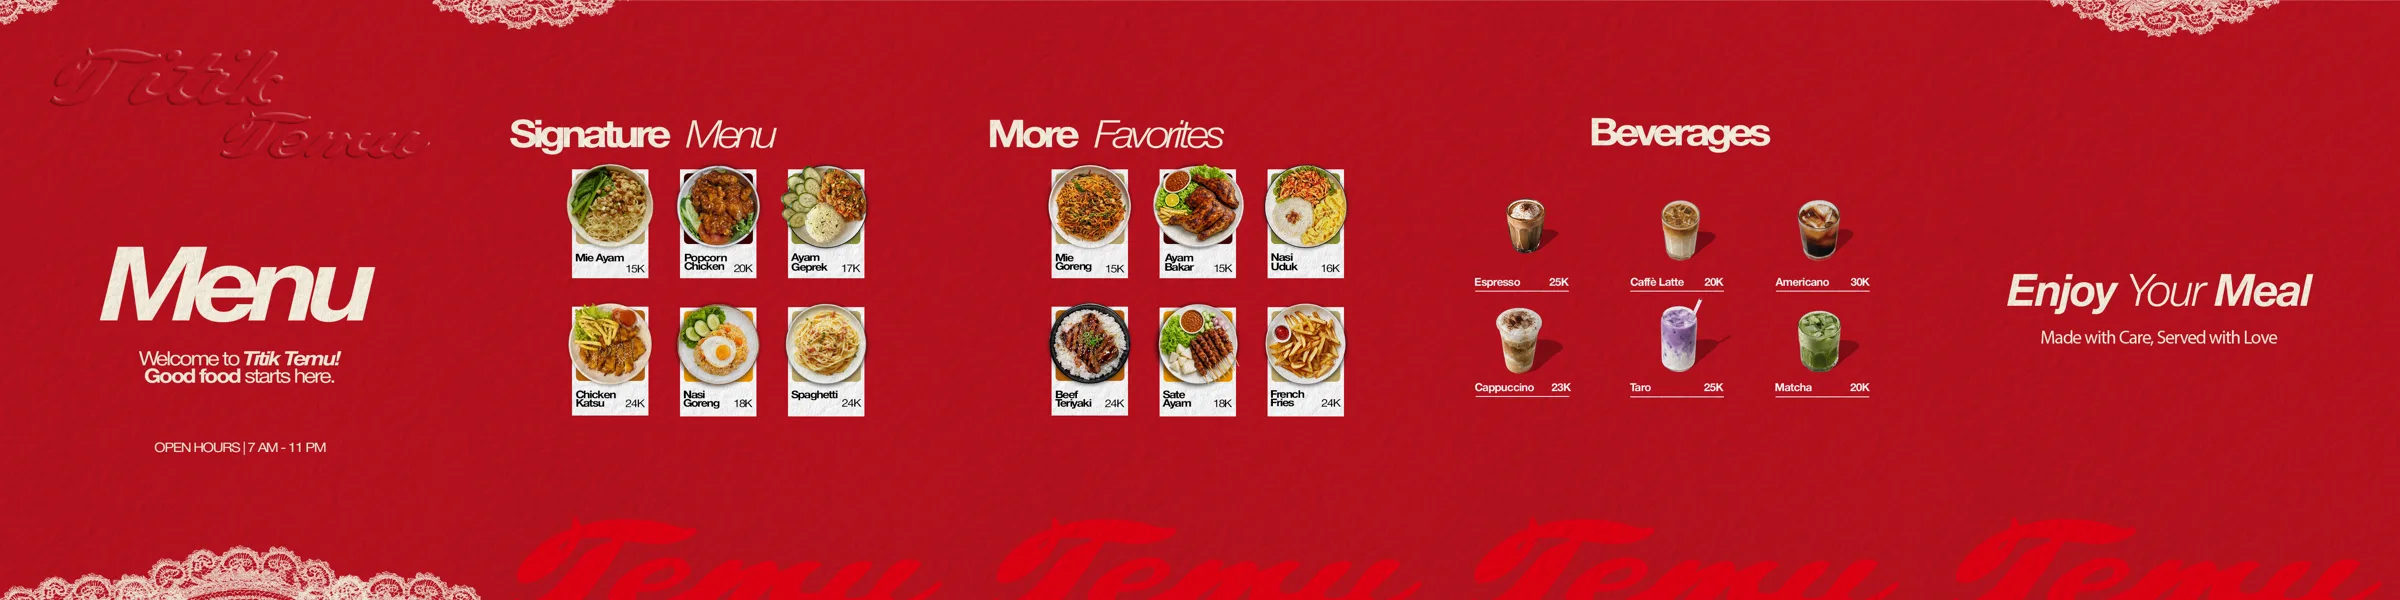 Titik
Temu
Menu
Welcome to Titik Temu!
Good food starts here.
OPEN HOURS | 7 AM - 11 PM
Signature Menu
Mie Ayam
15K
Popcorn
Chicken 20K
Ayam
Geprek 17K
Chicken
Katsu 24K
Nasi
Goreng 18K
Spaghetti
24K
More Favorites
Mie
Goreng 15K
Ayam
Bakar 15K
Nasi
Uduk 16K
Beef
Teriyaki 24K
Sate
Ayam 18K
French
Fries 24K
Beverages
Espresso 25K
Caffè Latte 20K
Americano 30K
Cappuccino 23K
Taro 25K
Matcha 20K
Enjoy Your Meal
Made with Care, Served with Love
Temu Temu Temu Temu